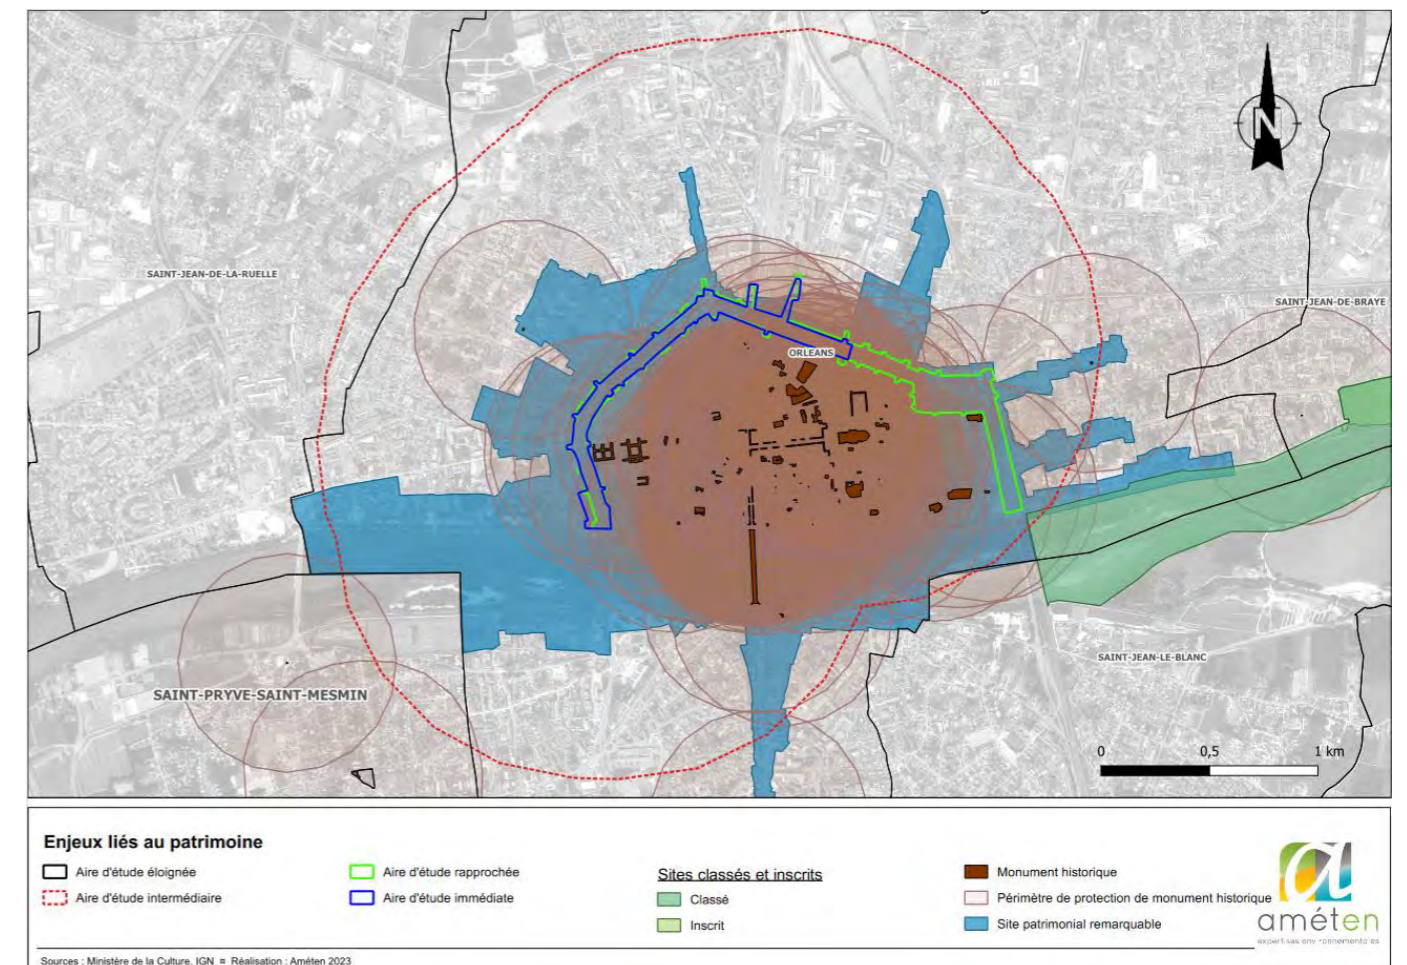 N
SAINT-JEAN-DE-LA-RUELLE
SAINT-JEAN-DE-BRAYE
ORLEANS
SAINT-JEAN-LE-BLANC
SAINT-PRYVE-SAINT-MESMIN
0 0,5 1 km
Enjeux liés au patrimoine
Aire d'étude éloignée
Aire d'étude intermédiaire
Aire d'étude rapprochée
Aire d'étude immédiate
Sites classés et inscrits
Classé
Inscrit
Monument historique
Périmètre de protection de monument historique
Site patrimonial remarquable
améten
expertises environnementales
Sources : Ministère de la Culture, IGN ¤ Réalisation : Améten 2023